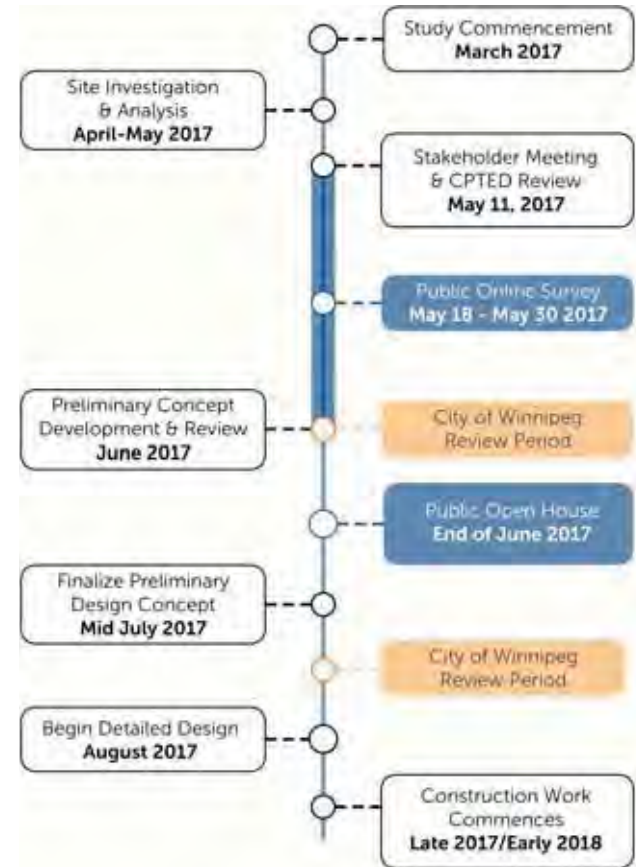 Study Commencement
March 2017
Site Investigation
& Analysis
April-May 2017
Stakeholder Meeting
& CPTED Review
May 11, 2017
Public Online Survey
May 18 - May 30 2017
Preliminary Concept
Development & Review
June 2017
City of Winnipeg
Review Period
Public Open House
End of June 2017
Finalize Preliminary
Design Concept
Mid July 2017
City of Winnipeg
Review Period
Begin Detailed Design
August 2017
Construction Work
Commences
Late 2017/Early 2018